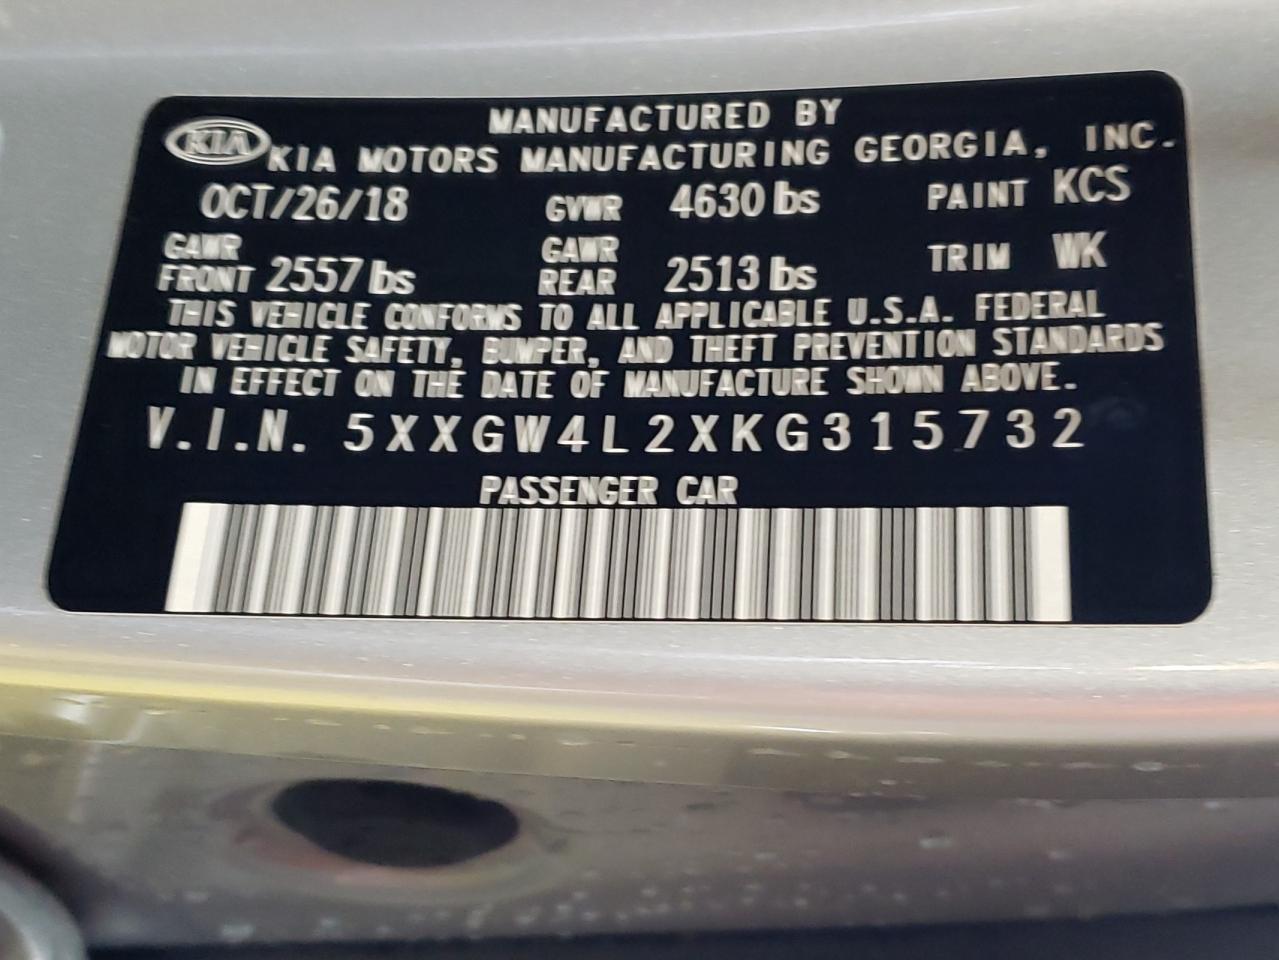 MANUFACTURED BY
KIA KIA MOTORS MANUFACTURING GEORGIA, INC.
OCT/26/18 GVWR 4630 lbs PAINT KCS
GAWR FRONT 2557 lbs GAWR REAR 2513 lbs TRIM WK
THIS VEHICLE CONFORMS TO ALL APPLICABLE U.S.A. FEDERAL
MOTOR VEHICLE SAFETY, BUMPER, AND THEFT PREVENTION STANDARDS
IN EFFECT ON THE DATE OF MANUFACTURE SHOWN ABOVE.
V.I.N. 5XXGW4L2XKG315732
PASSENGER CAR